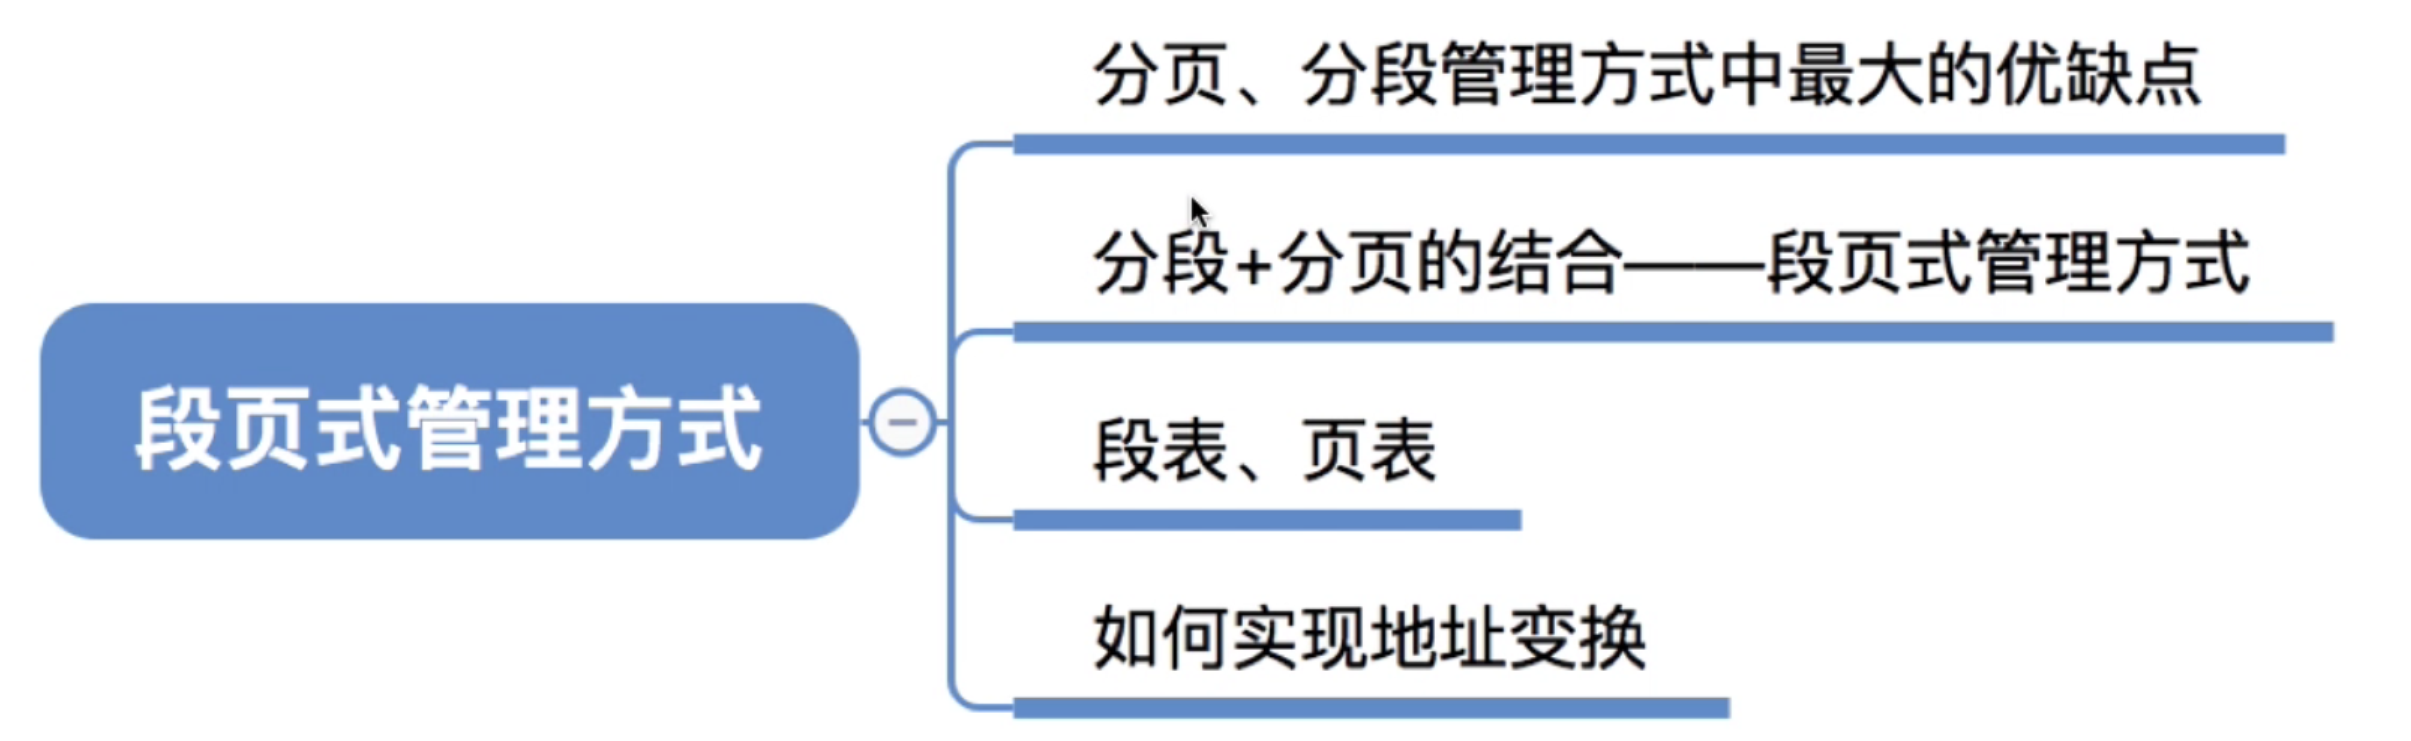 分页、分段管理方式中最大的优缺点
分段+分页的结合——段页式管理方式
段页式管理方式
段表、页表
如何实现地址变换